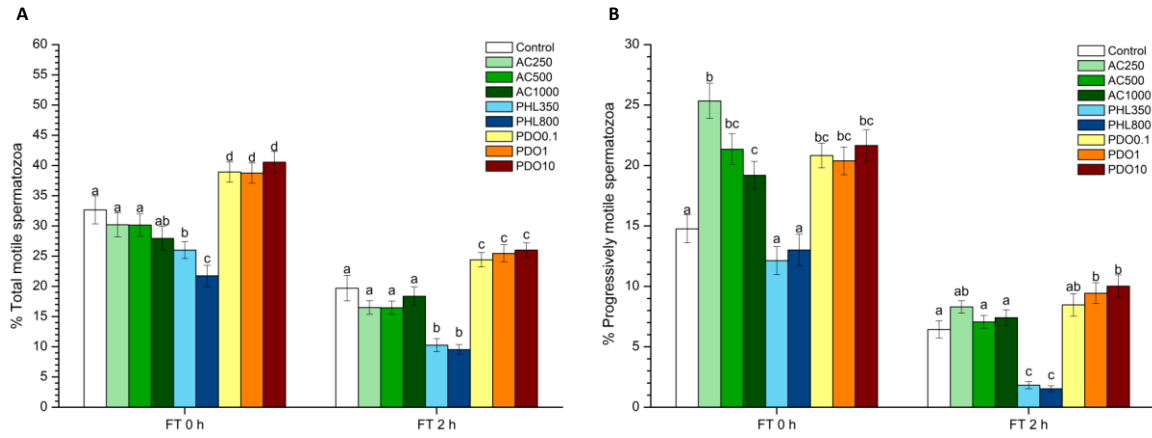 A
% Total motile spermatozoa
60
55
50
45
40
35
30
25
20
15
10
5
0
Control
AC250
AC500
AC1000
PHL350
PHL800
PDO0.1
PDO1
PDO10
a
a
a
ab
b
c
d
d
d
a
a
a
a
b
b
c
c
c
FT 0 h
FT 2 h
B
% Progressively motile spermatozoa
30
25
20
15
10
5
0
Control
AC250
AC500
AC1000
PHL350
PHL800
PDO0.1
PDO1
PDO10
a
b
bc
c
a
a
bc
bc
bc
a
ab
a
a
c
c
ab
b
b
FT 0 h
FT 2 h